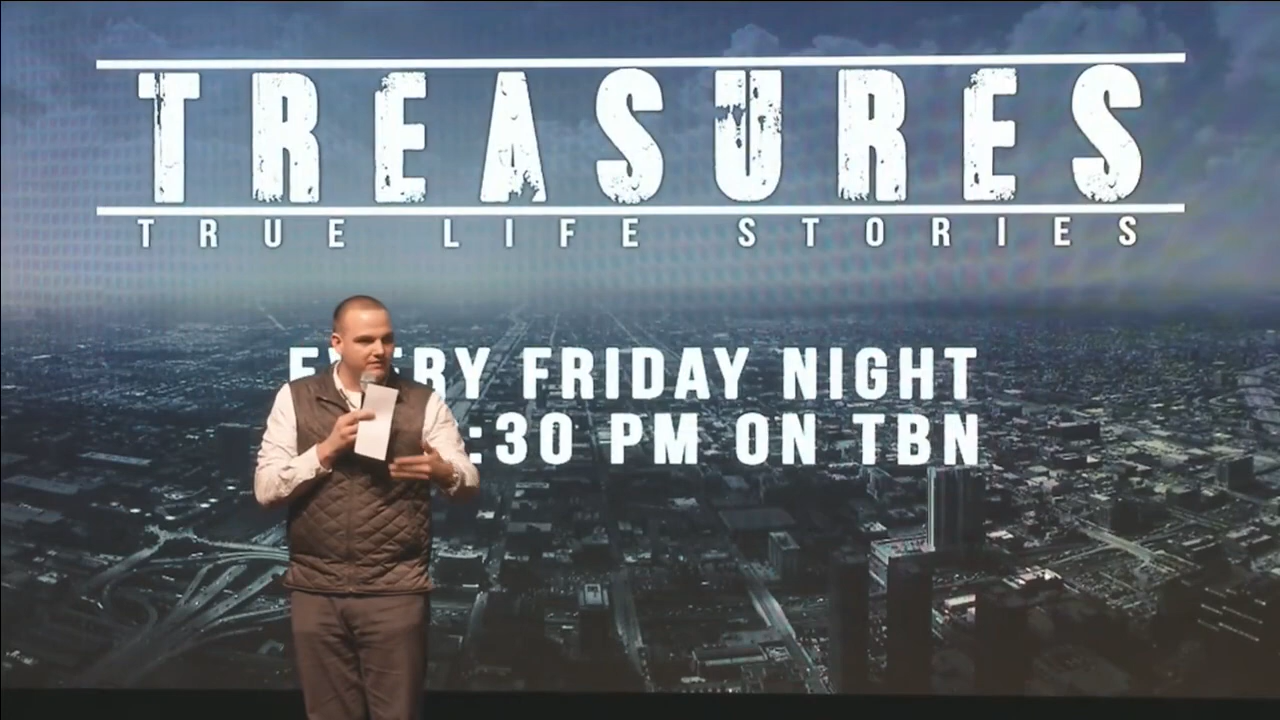 TREASURES
TRUE LIFE STORIES
FRIDAY NIGHT
:30 PM ON TBN